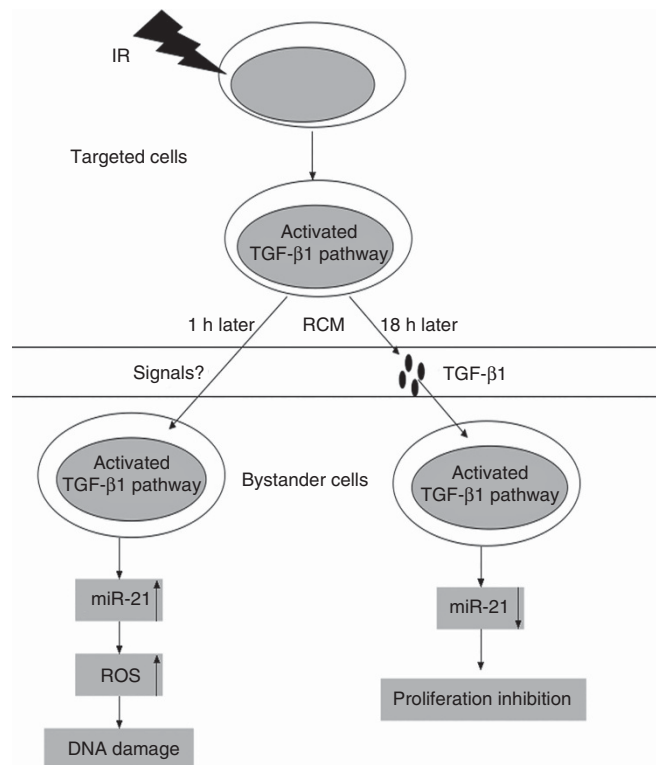 IR
Targeted cells
Activated
TGF-β1 pathway
1 h later
RCM
18 h later
Signals?
TGF-β1
Activated
TGF-β1 pathway
Bystander cells
Activated
TGF-β1 pathway
miR-21
miR-21
ROS
Proliferation inhibition
DNA damage